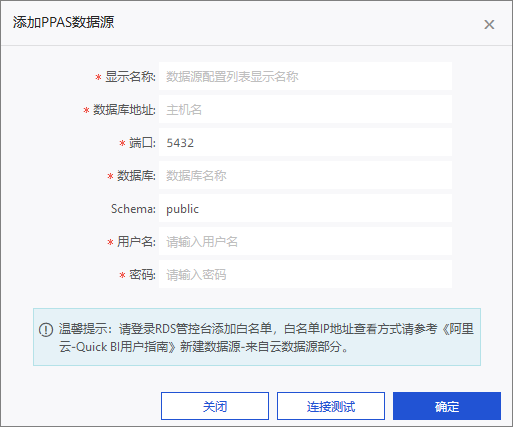 添加PPAS数据源
* 显示名称: 数据源配置列表显示名称
* 数据库地址: 主机名
* 端口: 5432
* 数据库: 数据库名称
Schema: public
* 用户名: 请输入用户名
* 密码: 请输入密码
温馨提示：请登录RDS管控台添加白名单，白名单IP地址查看方式请参考《阿里
云-Quick BI用户指南》新建数据源-来自云数据源部分。
关闭 连接测试 确定